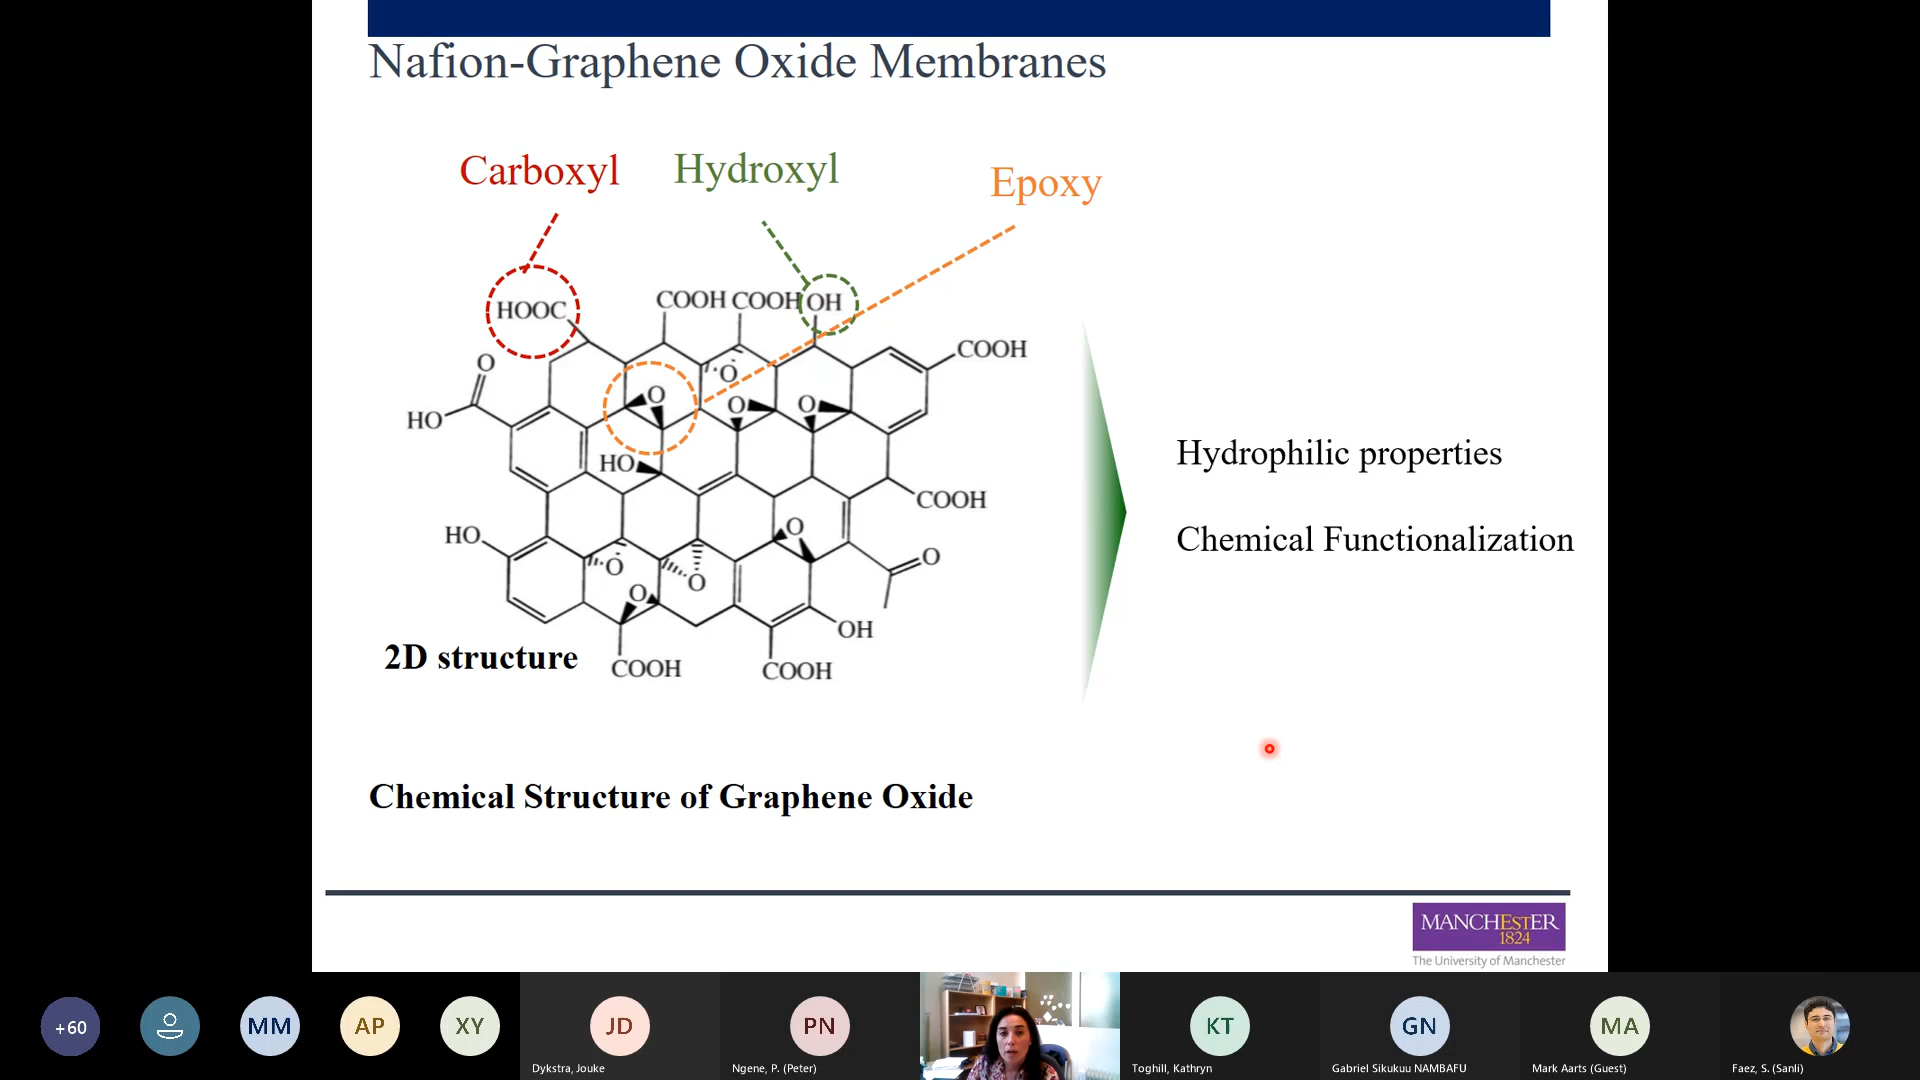 Nafion-Graphene Oxide Membranes
Carboxyl
Hydroxyl
Epoxy
HOOC
COOH
COOH
OH
COOH
O
O
O
O
O
HO
HO
COOH
HO
O
O
O
O
O
OH
COOH
COOH
2D structure
Hydrophilic properties
Chemical Functionalization
Chemical Structure of Graphene Oxide
MANCHESTER
1824
The University of Manchester
+60
MM
AP
XY
JD
Dykstra, Jouke
PN
Ngene, P. (Peter)
KT
Toghill, Kathryn
GN
Gabriel Sikukuu NAMBAFU
MA
Mark Aarts (Guest)
Faez, S. (Sanli)